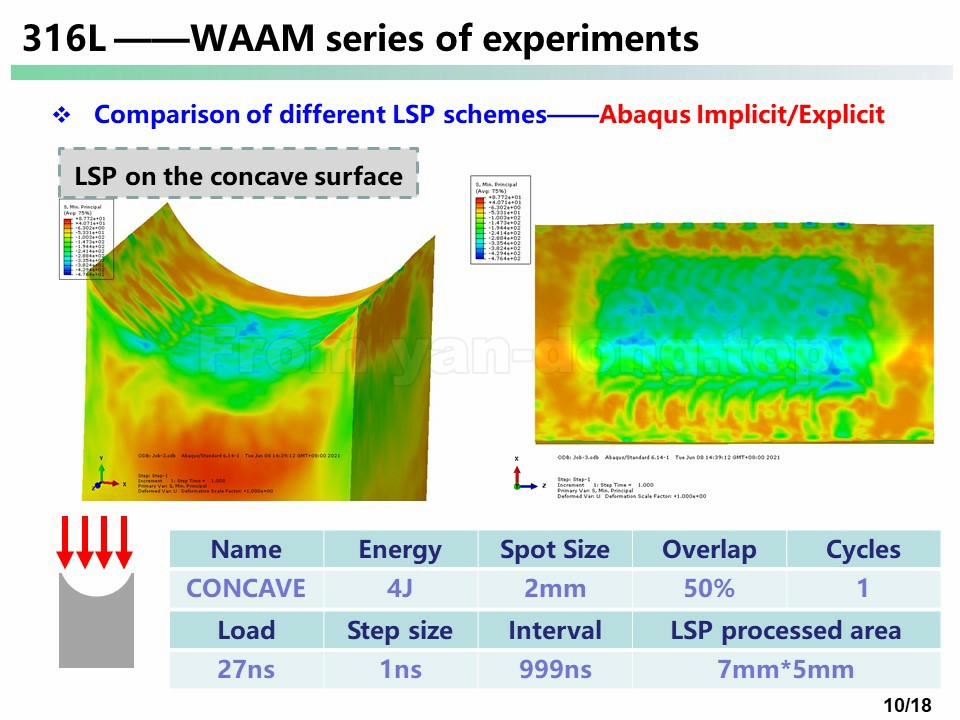 316L ——WAAM series of experiments
❖ Comparison of different LSP schemes——Abaqus Implicit/Explicit
LSP on the concave surface
S, Min. Principal
(Avg: 75%)
+8.772e+01
+4.071e+01
-6.302e+00
-5.331e+01
-1.003e+02
-1.473e+02
-1.944e+02
-2.414e+02
-2.884e+02
-3.354e+02
-3.824e+02
-4.294e+02
-4.764e+02
S, Min. Principal
(Avg: 75%)
+8.772e+01
+4.071e+01
-6.302e+00
-5.331e+01
-1.003e+02
-1.473e+02
-1.944e+02
-2.414e+02
-2.884e+02
-3.354e+02
-3.824e+02
-4.294e+02
-4.764e+02
From yan-dong.top
ODB: Job-3.odb Abaqus/Standard 6.14-1 Tue Jun 08 14:39:12 GMT+08:00 2021
Step: Step-1
Increment 1: Step Time = 1.000
Primary Var: S, Min. Principal
Deformed Var: U Deformation Scale Factor: +1.000e+00
Y
Z X
ODB: Job-3.odb Abaqus/Standard 6.14-1 Tue Jun 08 14:39:12 GMT+08:00 2021
Step: Step-1
Increment 1: Step Time = 1.000
Primary Var: S, Min. Principal
Deformed Var: U Deformation Scale Factor: +1.000e+00
X
Z
Name Energy Spot Size Overlap Cycles
CONCAVE 4J 2mm 50% 1
Load Step size Interval LSP processed area
27ns 1ns 999ns 7mm*5mm
10/18